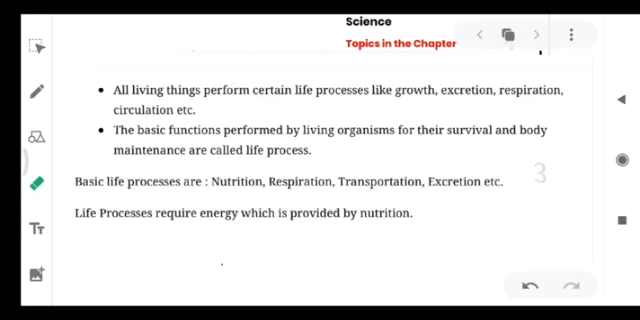 Science
Topics in the Chapter
• All living things perform certain life processes like growth, excretion, respiration,
circulation etc.
• The basic functions performed by living organisms for their survival and body
maintenance are called life process.
3
Basic life processes are : Nutrition, Respiration, Transportation, Excretion etc.
Life Processes require energy which is provided by nutrition.
Tт